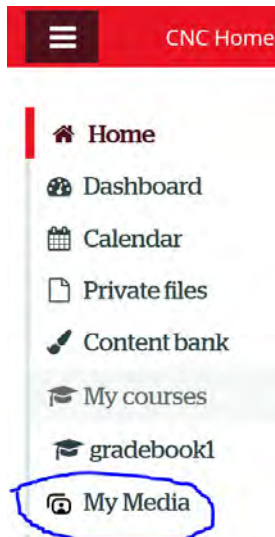 CNC Home
Home
Dashboard
Calendar
Private files
Content bank
My courses
gradebook1
My Media